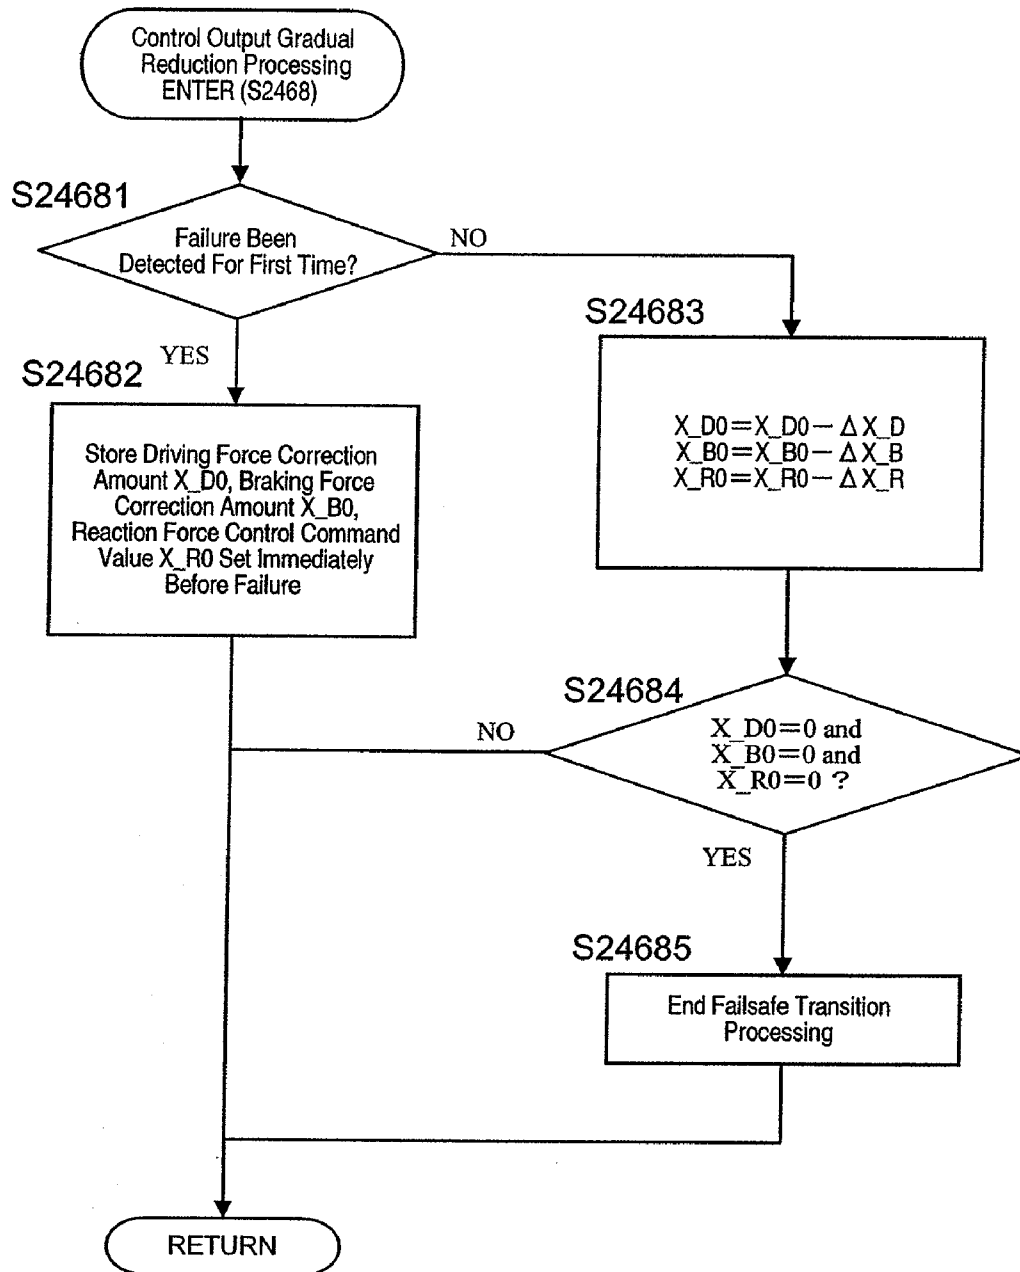 Control Output Gradual
Reduction Processing
ENTER (S2468)
S24681
Failure Been
Detected For First Time?
NO
YES
S24682
Store Driving Force Correction
Amount X_D0, Braking Force
Correction Amount X_B0,
Reaction Force Control Command
Value X_R0 Set Immediately
Before Failure
S24683
X_D0=X_D0-ΔX_D
X_B0=X_B0-ΔX_B
X_R0=X_R0-ΔX_R
S24684
X_D0=0 and
X_B0=0 and
X_R0=0 ?
NO
YES
S24685
End Failsafe Transition
Processing
RETURN